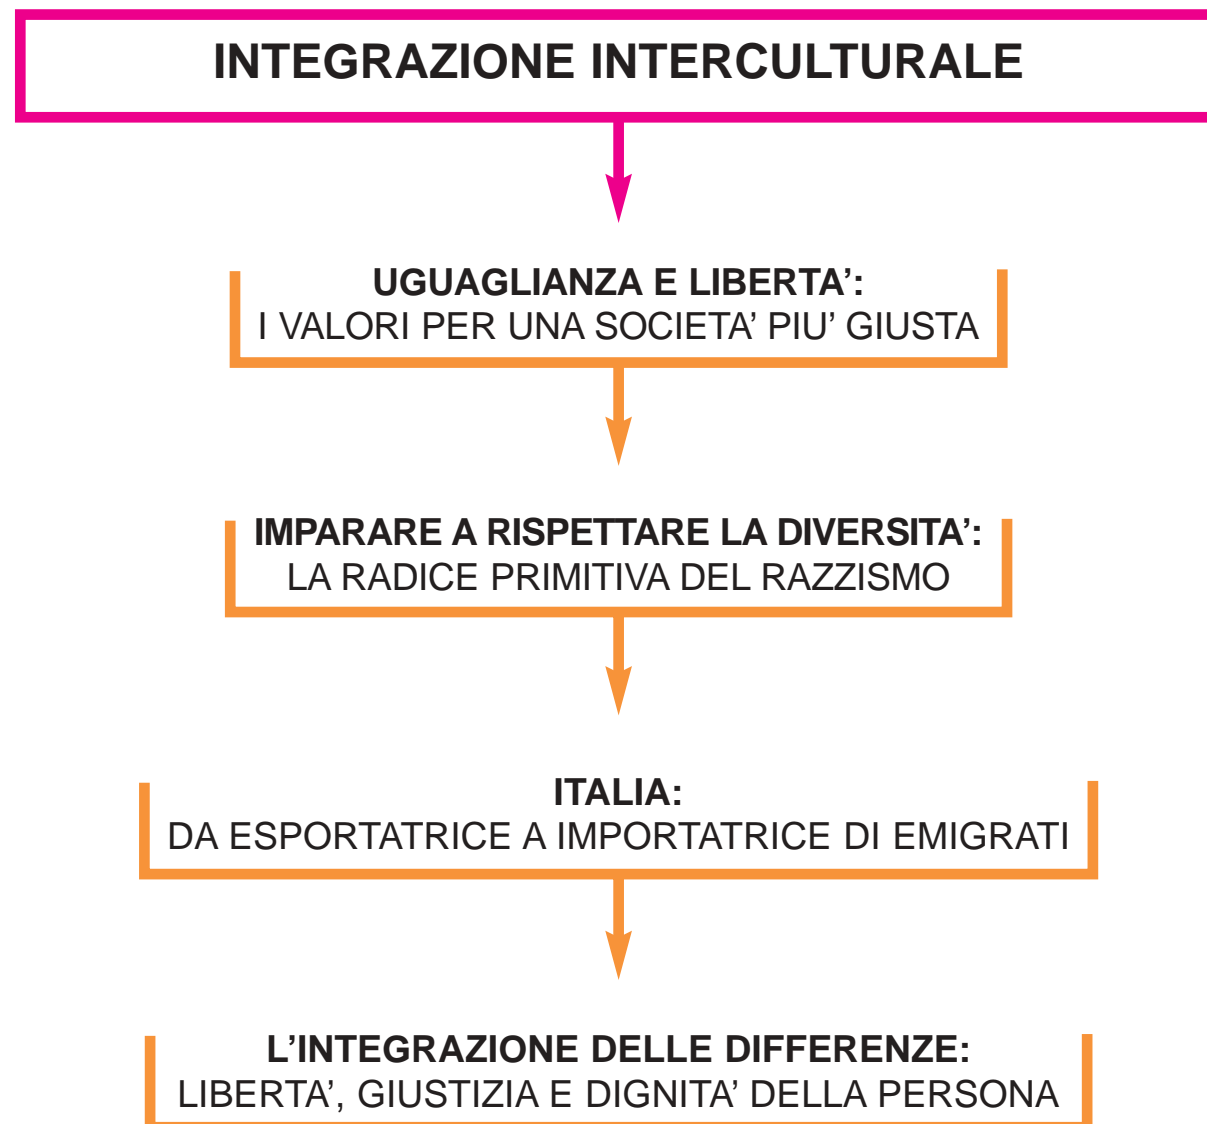 INTEGRAZIONE INTERCULTURALE
UGUAGLIANZA E LIBERTA’:
I VALORI PER UNA SOCIETA’ PIU’ GIUSTA
IMPARARE A RISPETTARE LA DIVERSITA’:
LA RADICE PRIMITIVA DEL RAZZISMO
ITALIA:
DA ESPORTATRICE A IMPORTATRICE DI EMIGRATI
L’INTEGRAZIONE DELLE DIFFERENZE:
LIBERTA’, GIUSTIZIA E DIGNITA’ DELLA PERSONA